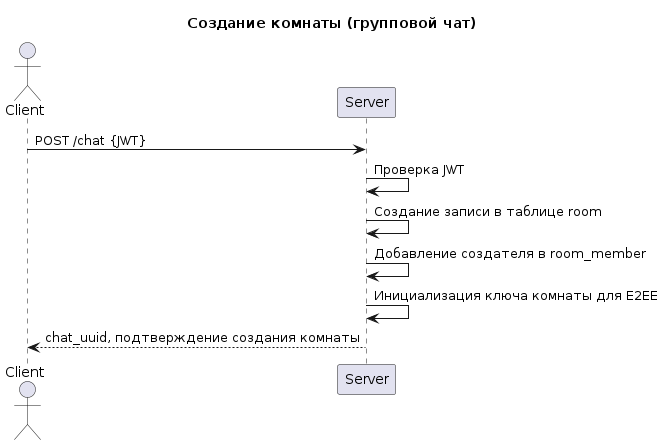 Создание комнаты (групповой чат)
Client
Server
POST /chat {JWT}
Проверка JWT
Создание записи в таблице room
Добавление создателя в room_member
Инициализация ключа комнаты для E2EE
chat_uuid, подтверждение создания комнаты
Client
Server